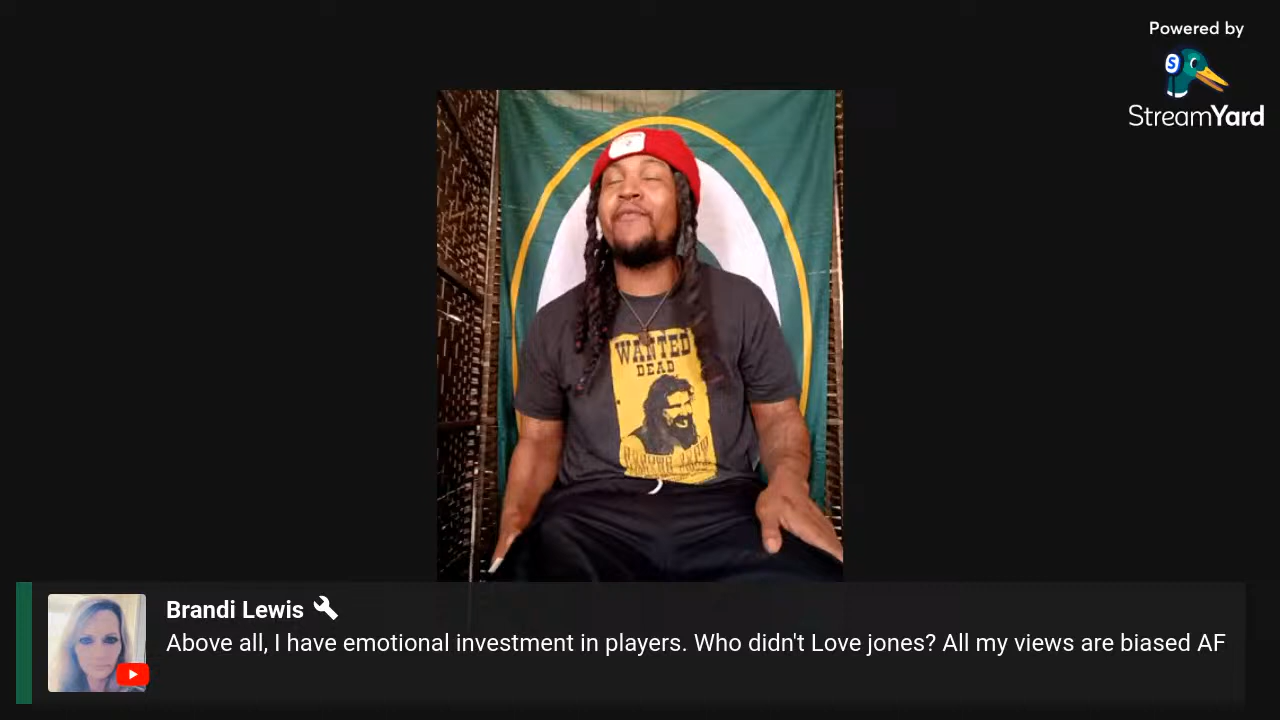 Powered by
S
StreamYard
WANTED
DEAD
Brandi Lewis
Above all, I have emotional investment in players. Who didn't Love jones? All my views are biased AF